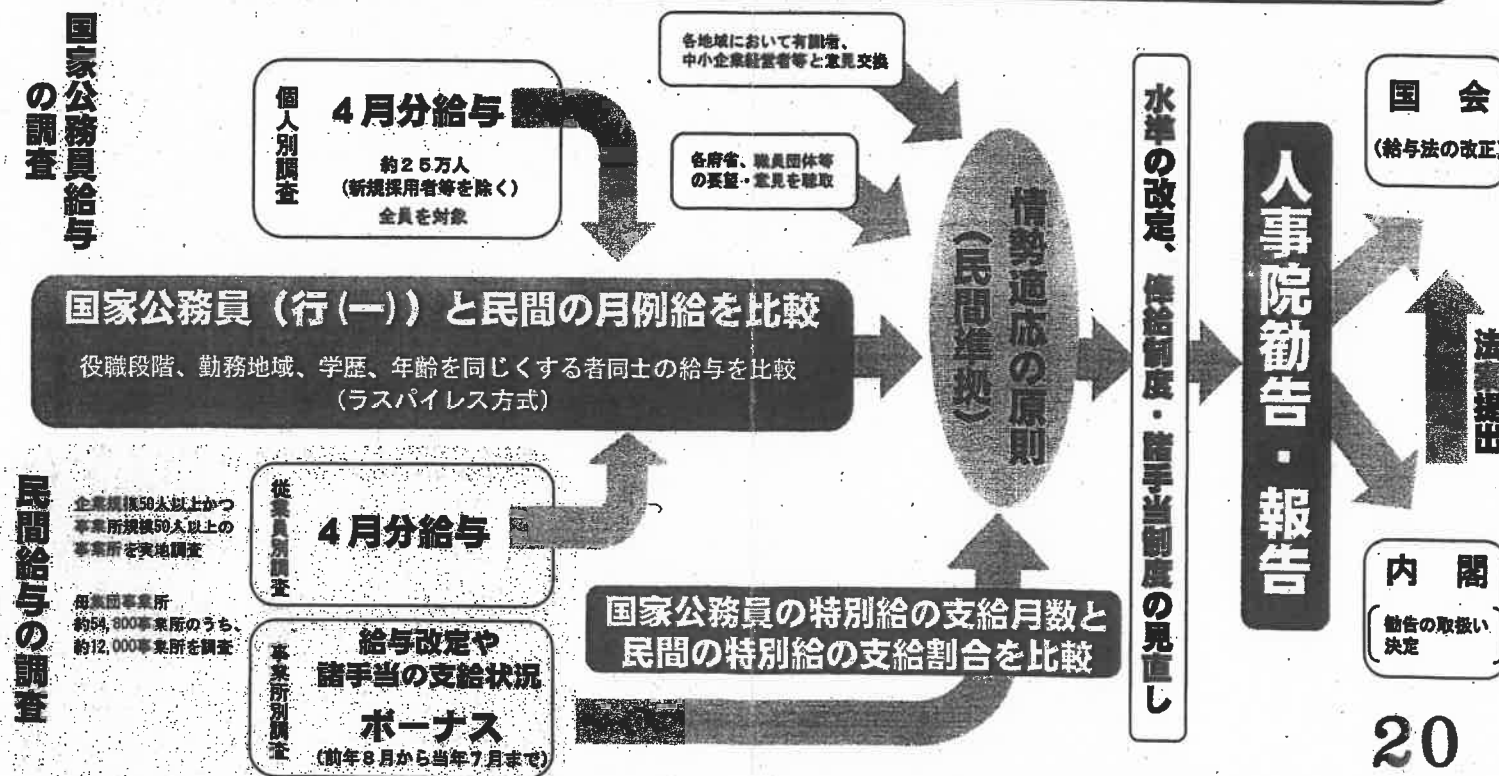 国家公務員給与
の調査
個人別調査
4月分給与
約25万人
(新規採用者等を除く)
全員を対象
各地域において有識者、
中小企業経営者等と意見交換
各府省、職員団体等
の要望・意見を聴取
国家公務員(行(一))と民間の月例給を比較
役職段階、勤務地域、学歴、年齢を同じくする者同士の給与を比較
(ラスパイレス方式)
民間給与の調査
企業規模50人以上かつ
事業所規模50人以上の
事業所を実地調査
母集団事業所
約54,800事業所のうち、
約12,000事業所を調査
従業員別調査
4月分給与
事業所別調査
給与改定や
諸手当の支給状況
ボーナス
(前年8月から当年7月まで)
国家公務員の特別給の支給月数と
民間の特別給の支給割合を比較
情勢適応の原則
(民間準拠)
水準の改定、俸給制度・諸手当制度の見直し
人事院勧告・報告
国 会
(給与法の改正)
法案提出
内 閣
勧告の取扱い
決定
20